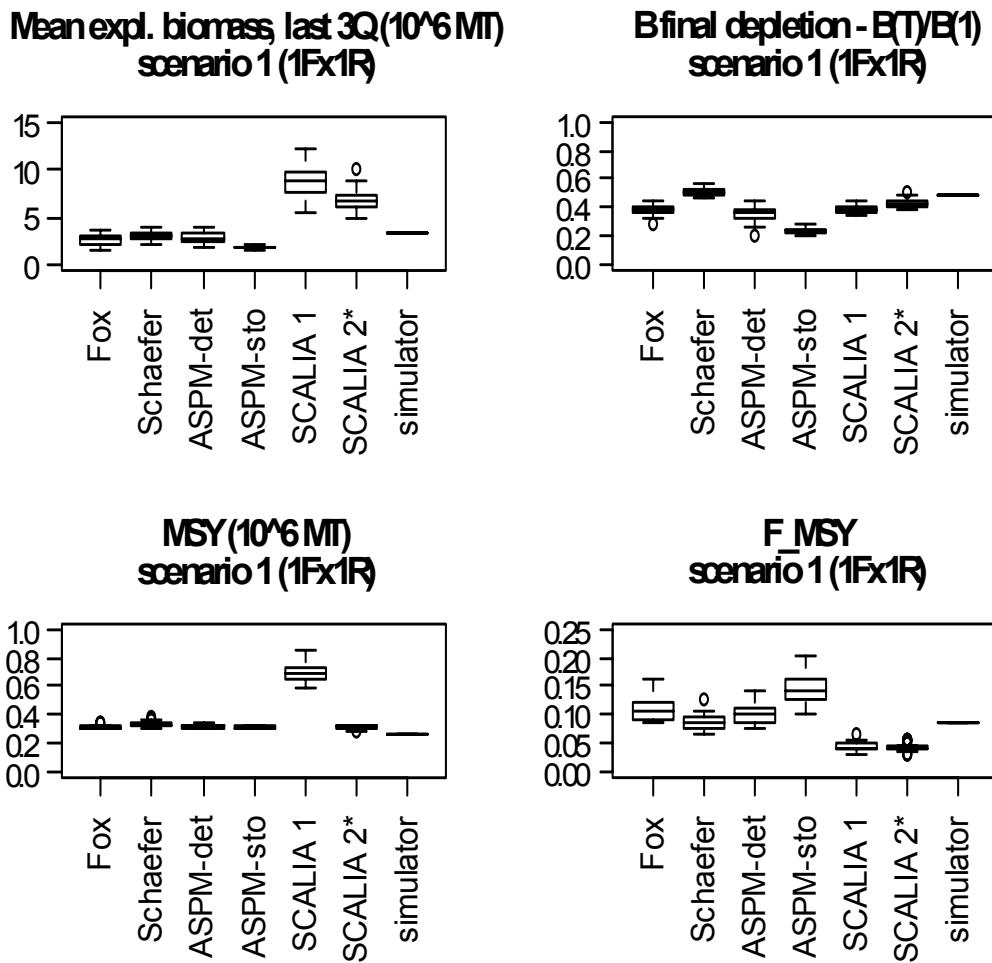 Mean expl. biomass, last 3Q (10^6 MT)
scenario 1 (1Fx1R)
15
10
5
0
Fox
Schaefer
ASPM-det
ASPM-sto
SCALIA 1
SCALIA 2*
simulator
Bfinal depletion - B(T)/B(1)
scenario 1 (1Fx1R)
1.0
0.8
0.6
0.4
0.2
0.0
Fox
Schaefer
ASPM-det
ASPM-sto
SCALIA 1
SCALIA 2*
simulator
MSY (10^6 MT)
scenario 1 (1Fx1R)
1.0
0.8
0.6
0.4
0.2
0.0
Fox
Schaefer
ASPM-det
ASPM-sto
SCALIA 1
SCALIA 2*
simulator
F_MSY
scenario 1 (1Fx1R)
0.25
0.20
0.15
0.10
0.05
0.00
Fox
Schaefer
ASPM-det
ASPM-sto
SCALIA 1
SCALIA 2*
simulator